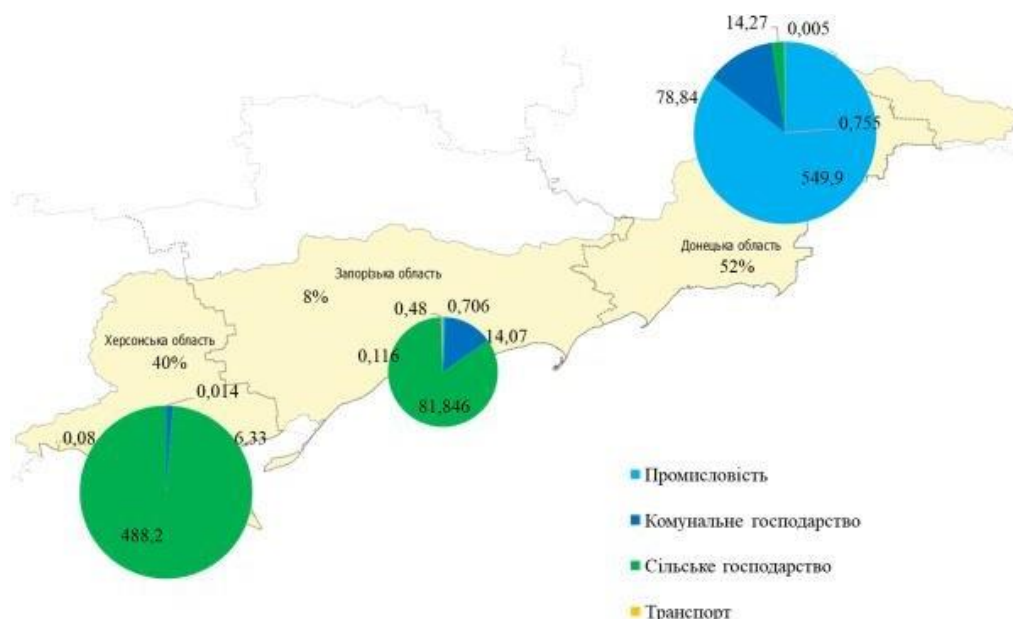 14,27
0,005
78,84
0,755
549,9
Донецька область
52%
Запорізька область
8%
0,48
0,706
14,07
0,116
81,846
Херсонська область
40%
0,014
0,08
6,33
488,2
Промисловість
Комунальне господарство
Сільське господарство
Транспорт